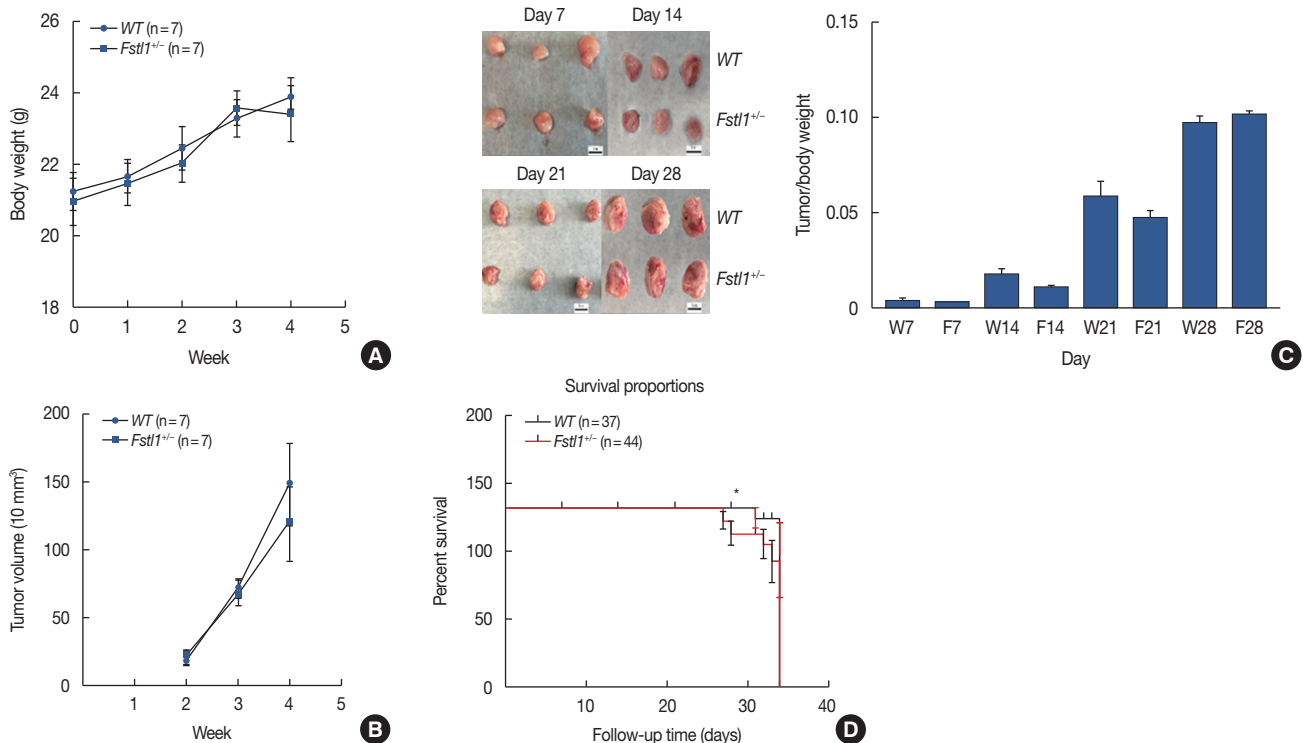 26
24
22
20
18
Body weight (g)
WT (n=7)
Fstl1+/– (n=7)
0 1 2 3 4 5
Week
A
Day 7 Day 14
WT
Fstl1+/–
Day 21 Day 28
WT
Fstl1+/–
0.15
0.10
0.05
0
Tumor/body weight
W7 F7 W14 F14 W21 F21 W28 F28
Day
C
200
150
100
50
0
Tumor volume (10 mm³)
WT (n=7)
Fstl1+/– (n=7)
1 2 3 4 5
Week
B
Survival proportions
200
150
100
50
0
Percent survival
WT (n=37)
Fstl1+/– (n=44)
*
10 20 30 40
Follow-up time (days)
D